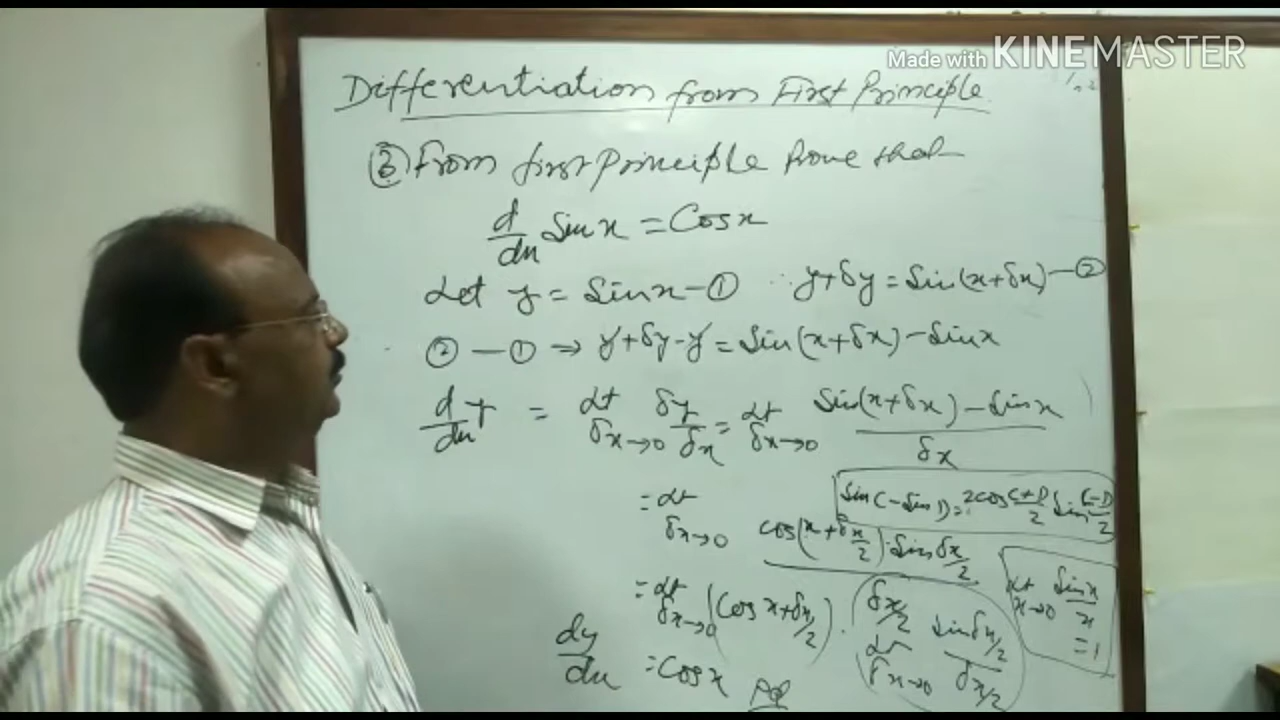 Made with KINEMASTER
Differentiation from First Principle
③ From first Principle Prove that
d/dx Sin x = Cos x
Let y = Sin x — ① ∴ y+δy = Sin(x+δx) — ②
② — ① ⇒ y+δy-y = Sin(x+δx) - Sin x
d/dx y = Lt δx→0 δy/δx = Lt δx→0 Sin(x+δx) - Sin x / δx
Sin C - Sin D = 2 cos C+D/2 Sin C-D/2
= Lt δx→0 cos(x+δx/2) · Sin δx/2 / δx/2
= Lt δx→0 (Cos x+δx/2) · Lt δx→0 Sin δx/2 / δx/2
Lt x→0 Sin x / x = 1
dy/dx = Cos x